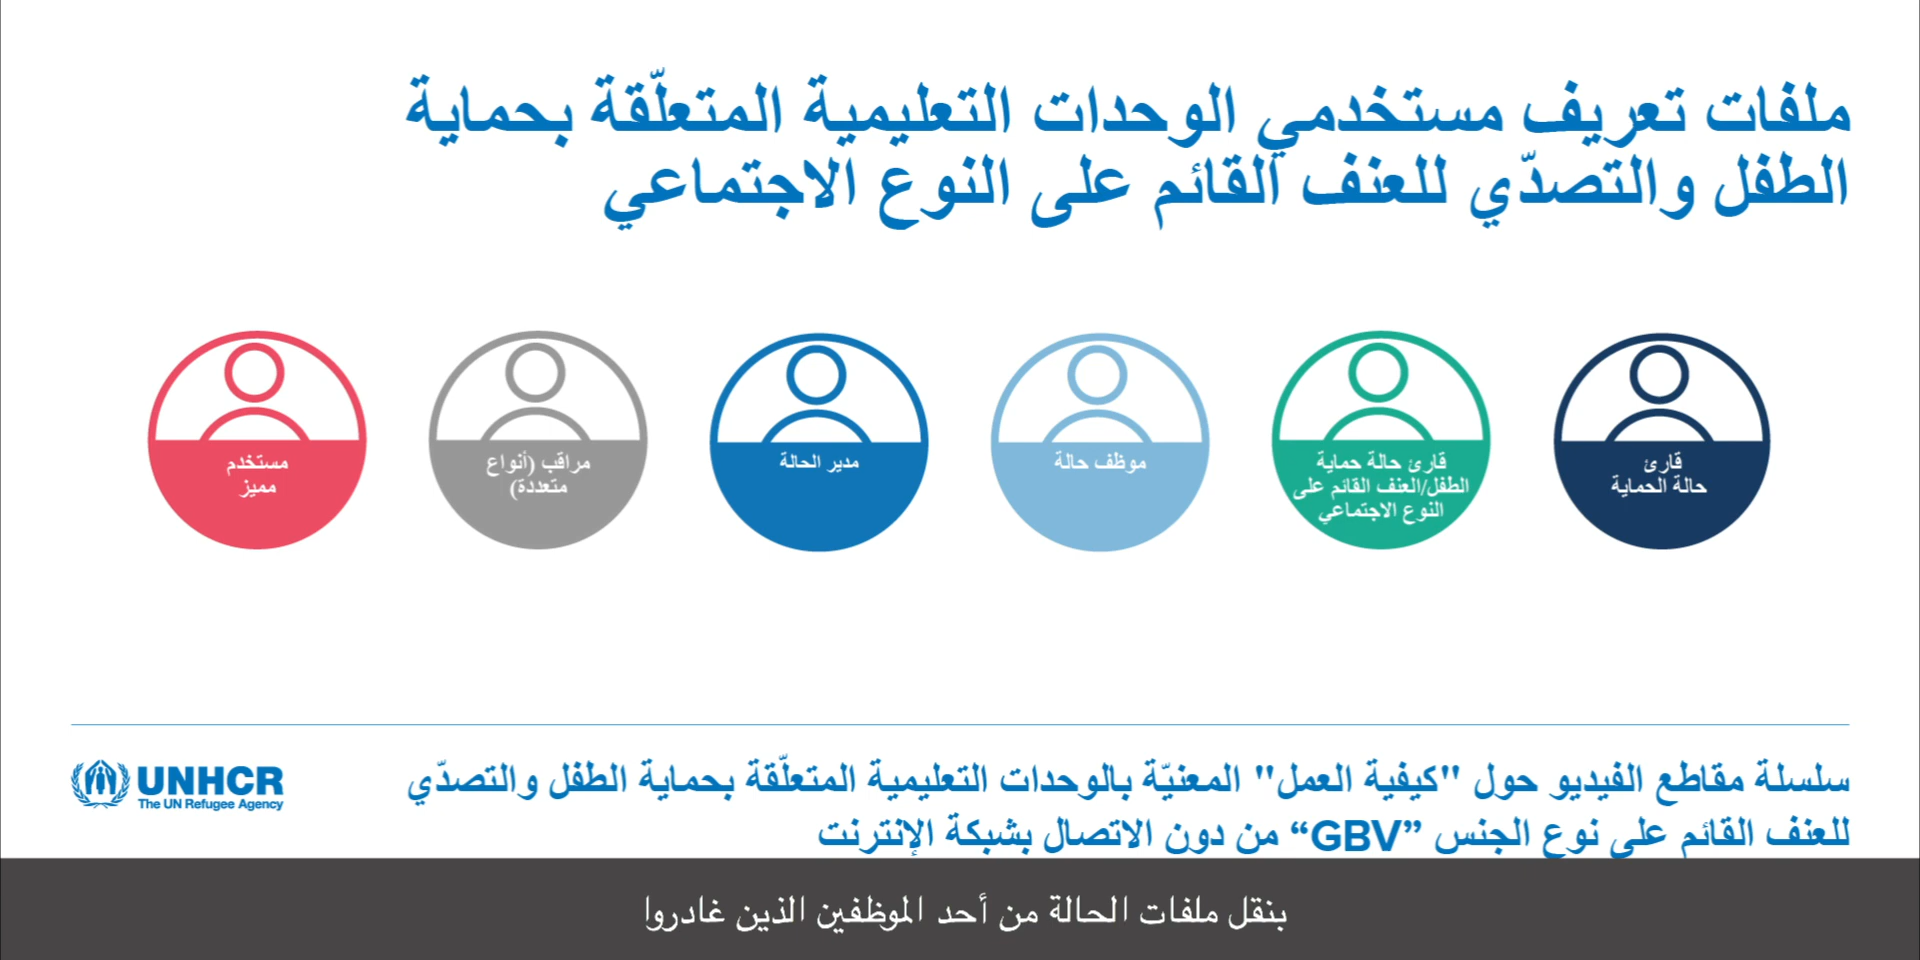 ملفات تعريف مستخدمي الوحدات التعليمية المتعلّقة بحماية
الطفل والتصدّي للعنف القائم على النوع الاجتماعي
قارئ
حالة الحماية
قارئ حالة حماية
الطفل/العنف القائم على
النوع الاجتماعي
موظف حالة
مدير الحالة
مراقب (أنواع
متعددة)
مستخدم
مميز
سلسلة مقاطع الفيديو حول "كيفية العمل" المعنيّة بالوحدات التعليمية المتعلّقة بحماية الطفل والتصدّي
للعنف القائم على نوع الجنس “GBV” من دون الاتصال بشبكة الإنترنت
UNHCR
The UN Refugee Agency
بنقل ملفات الحالة من أحد الموظفين الذين غادروا